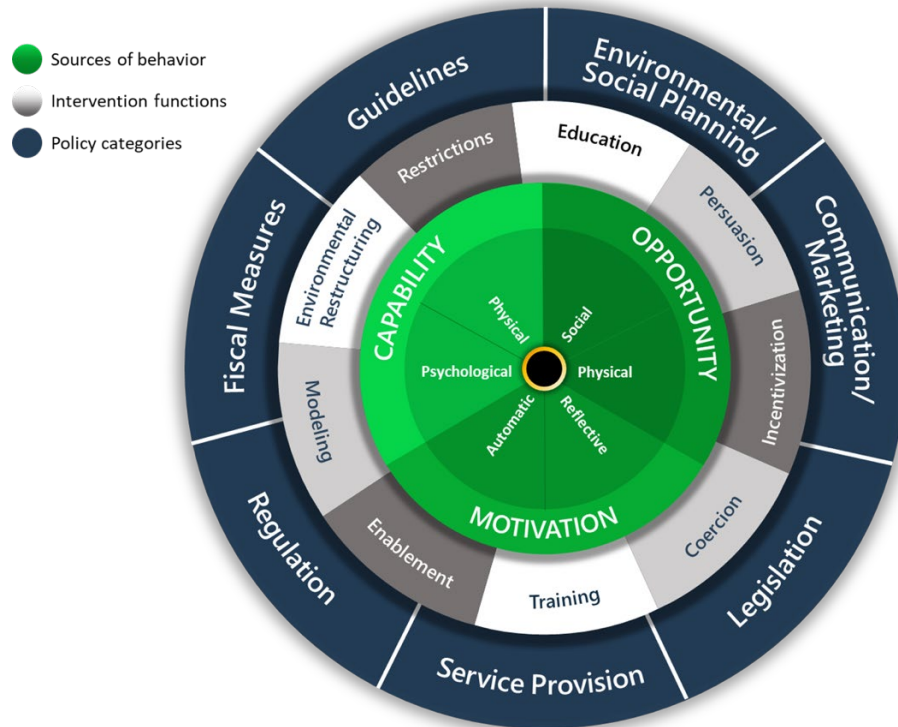 Sources of behavior
Intervention functions
Policy categories
Guidelines
Environmental/
Social Planning
Communication/
Marketing
Legislation
Service Provision
Regulation
Fiscal Measures
Restrictions
Education
Persuasion
Incentivization
Coercion
Training
Enablement
Modeling
Environmental
Restructuring
CAPABILITY
OPPORTUNITY
MOTIVATION
Physical
Social
Psychological
Physical
Automatic
Reflective